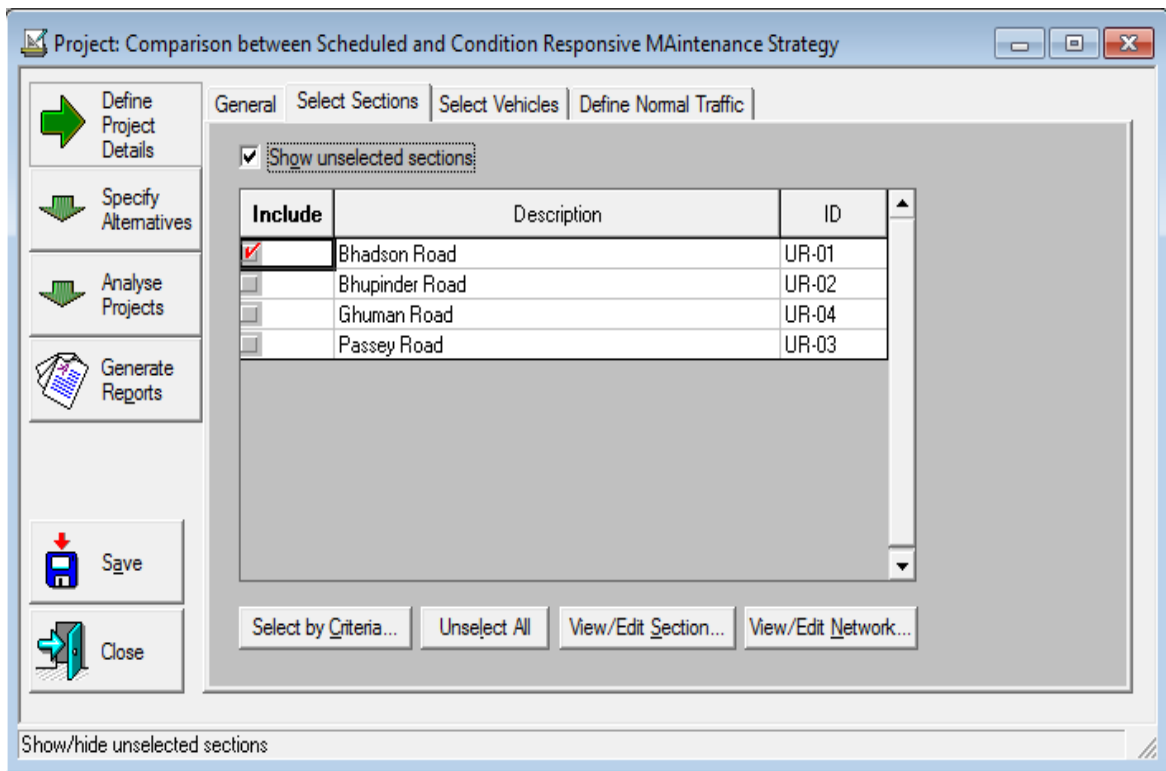 Project: Comparison between Scheduled and Condition Responsive MAintenance Strategy
Define
Project
Details
Specify
Alternatives
Analyse
Projects
Generate
Reports
Save
Close
General Select Sections Select Vehicles Define Normal Traffic
Show unselected sections
Include Description ID
Bhadson Road UR-01
Bhupinder Road UR-02
Ghuman Road UR-04
Passey Road UR-03
Select by Criteria... Unselect All View/Edit Section... View/Edit Network...
Show/hide unselected sections